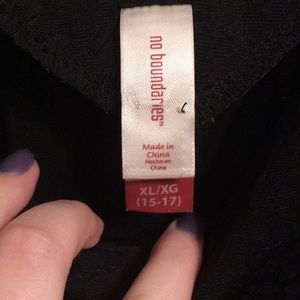 no boundaries™
Made in
China
Hecho en
China
XL/XG
(15-17)